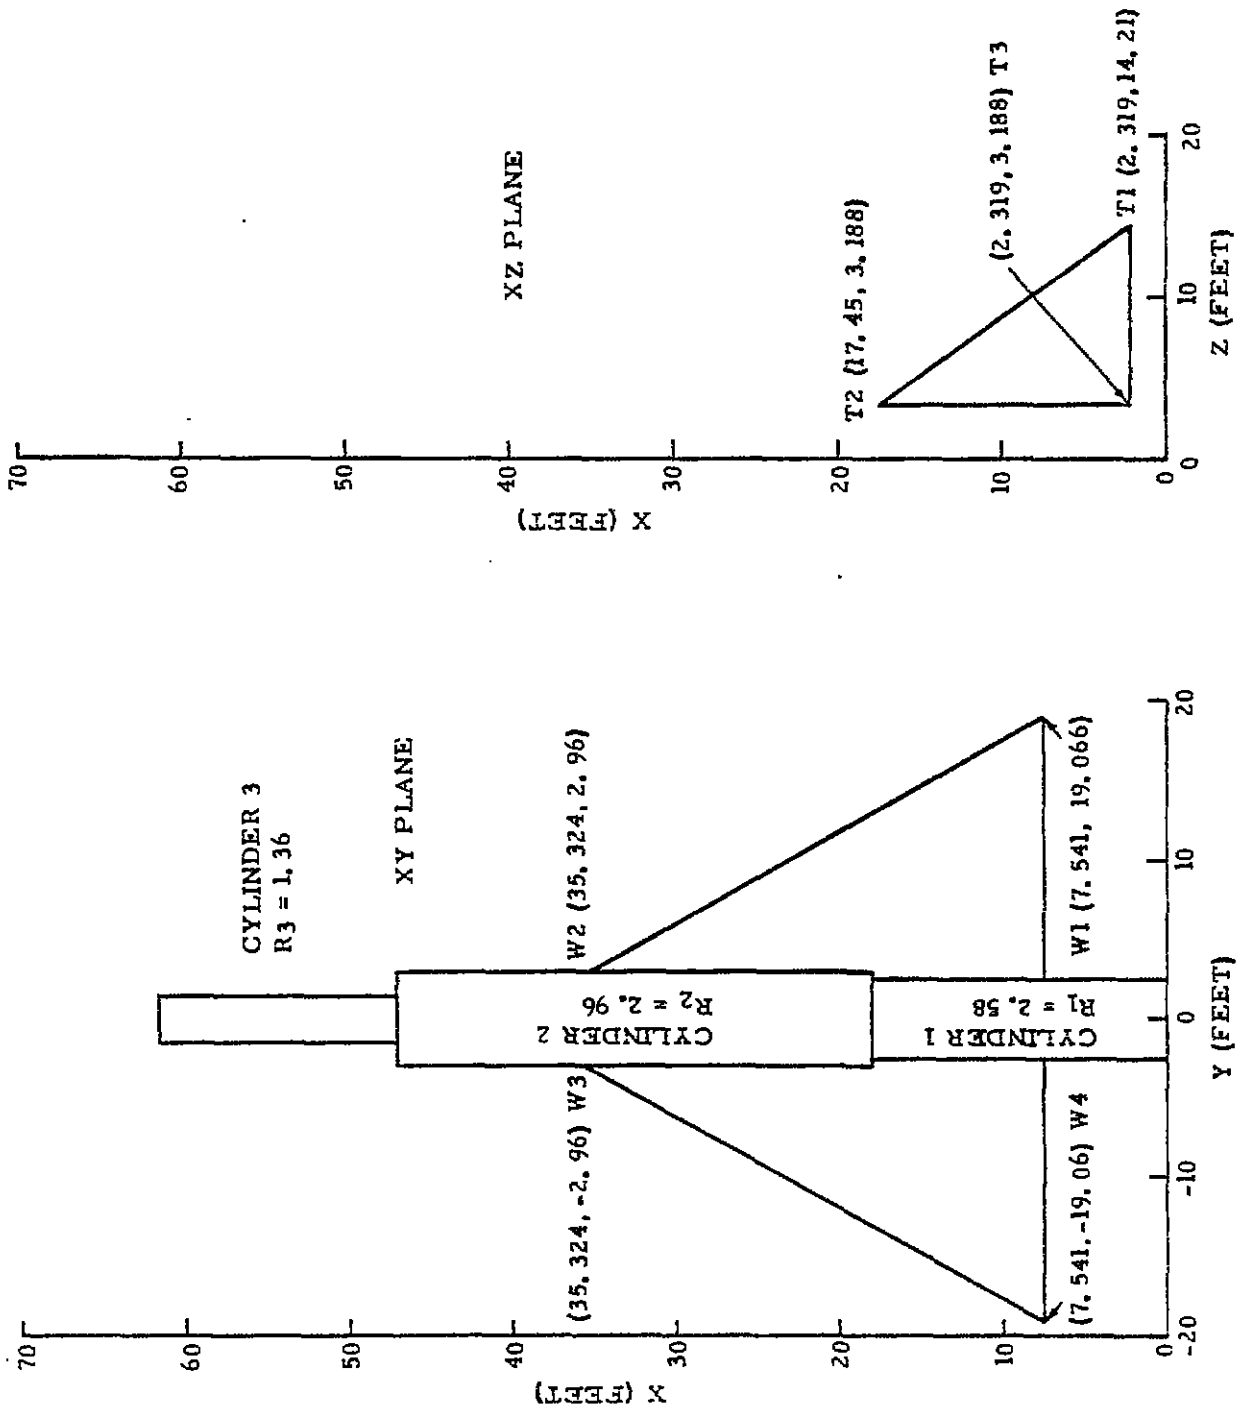 70
60
50
40
30
20
10
0
X (FEET)
XZ PLANE
T2 (17.45, 3.188)
(2.319, 3.188) T3
T1 (2.319, 14.21)
0
10
20
Z (FEET)
70
60
50
40
30
20
10
0
X (FEET)
CYLINDER 3
R3 = 1.36
XY PLANE
(35.324, -2.96) W3
W2 (35.324, 2.96)
CYLINDER 2
R2 = 2.96
CYLINDER 1
R1 = 2.58
(7.541, -19.06) W4
W1 (7.541, 19.066)
-20
-10
0
10
20
Y (FEET)